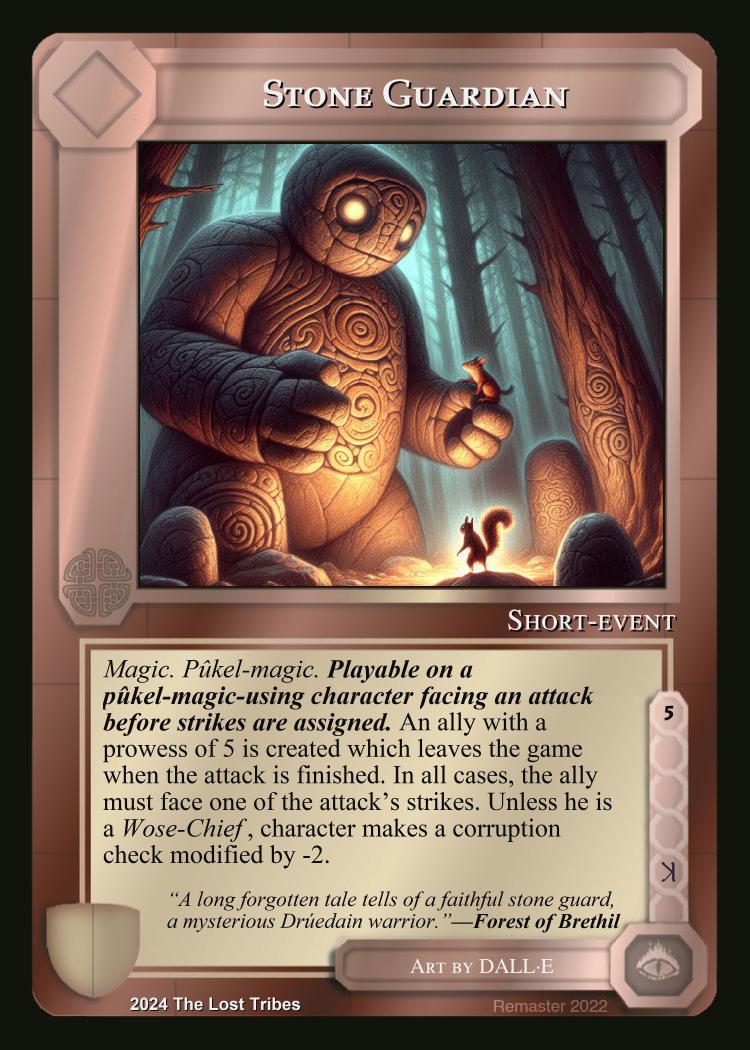 Stone Guardian
Short-event
Magic. Pûkel-magic. Playable on a
pûkel-magic-using character facing an attack
before strikes are assigned. An ally with a
prowess of 5 is created which leaves the game
when the attack is finished. In all cases, the ally
must face one of the attack’s strikes. Unless he is
a Wose-Chief, character makes a corruption
check modified by -2.
5
“A long forgotten tale tells of a faithful stone guard,
a mysterious Drúedain warrior.”—Forest of Brethil
Art by DALL·E
2024 The Lost Tribes
Remaster 2022